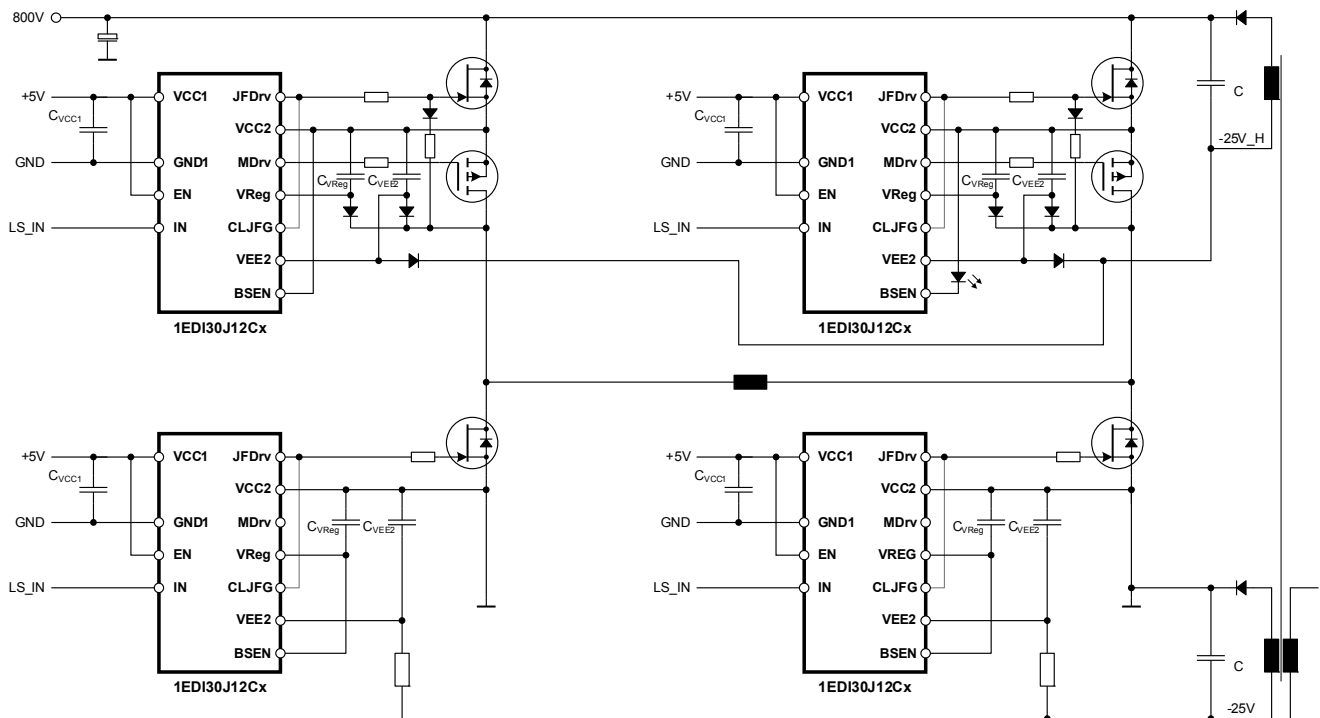 800V
+5V
C_VCC1
GND
LS_IN
VCC1
GND1
EN
IN
JFDrv
VCC2
MDrv
VReg
CLJFG
VEE2
BSEN
C_VReg
C_VEE2
1EDI30J12Cx
+5V
C_VCC1
GND
LS_IN
VCC1
GND1
EN
IN
JFDrv
VCC2
MDrv
VReg
CLJFG
VEE2
BSEN
C_VReg
C_VEE2
1EDI30J12Cx
C
-25V_H
+5V
C_VCC1
GND
LS_IN
VCC1
GND1
EN
IN
JFDrv
VCC2
MDrv
VReg
CLJFG
VEE2
BSEN
C_VReg
C_VEE2
1EDI30J12Cx
+5V
C_VCC1
GND
LS_IN
VCC1
GND1
EN
IN
JFDrv
VCC2
MDrv
VREG
CLJFG
VEE2
BSEN
C_VReg
C_VEE2
1EDI30J12Cx
C
-25V